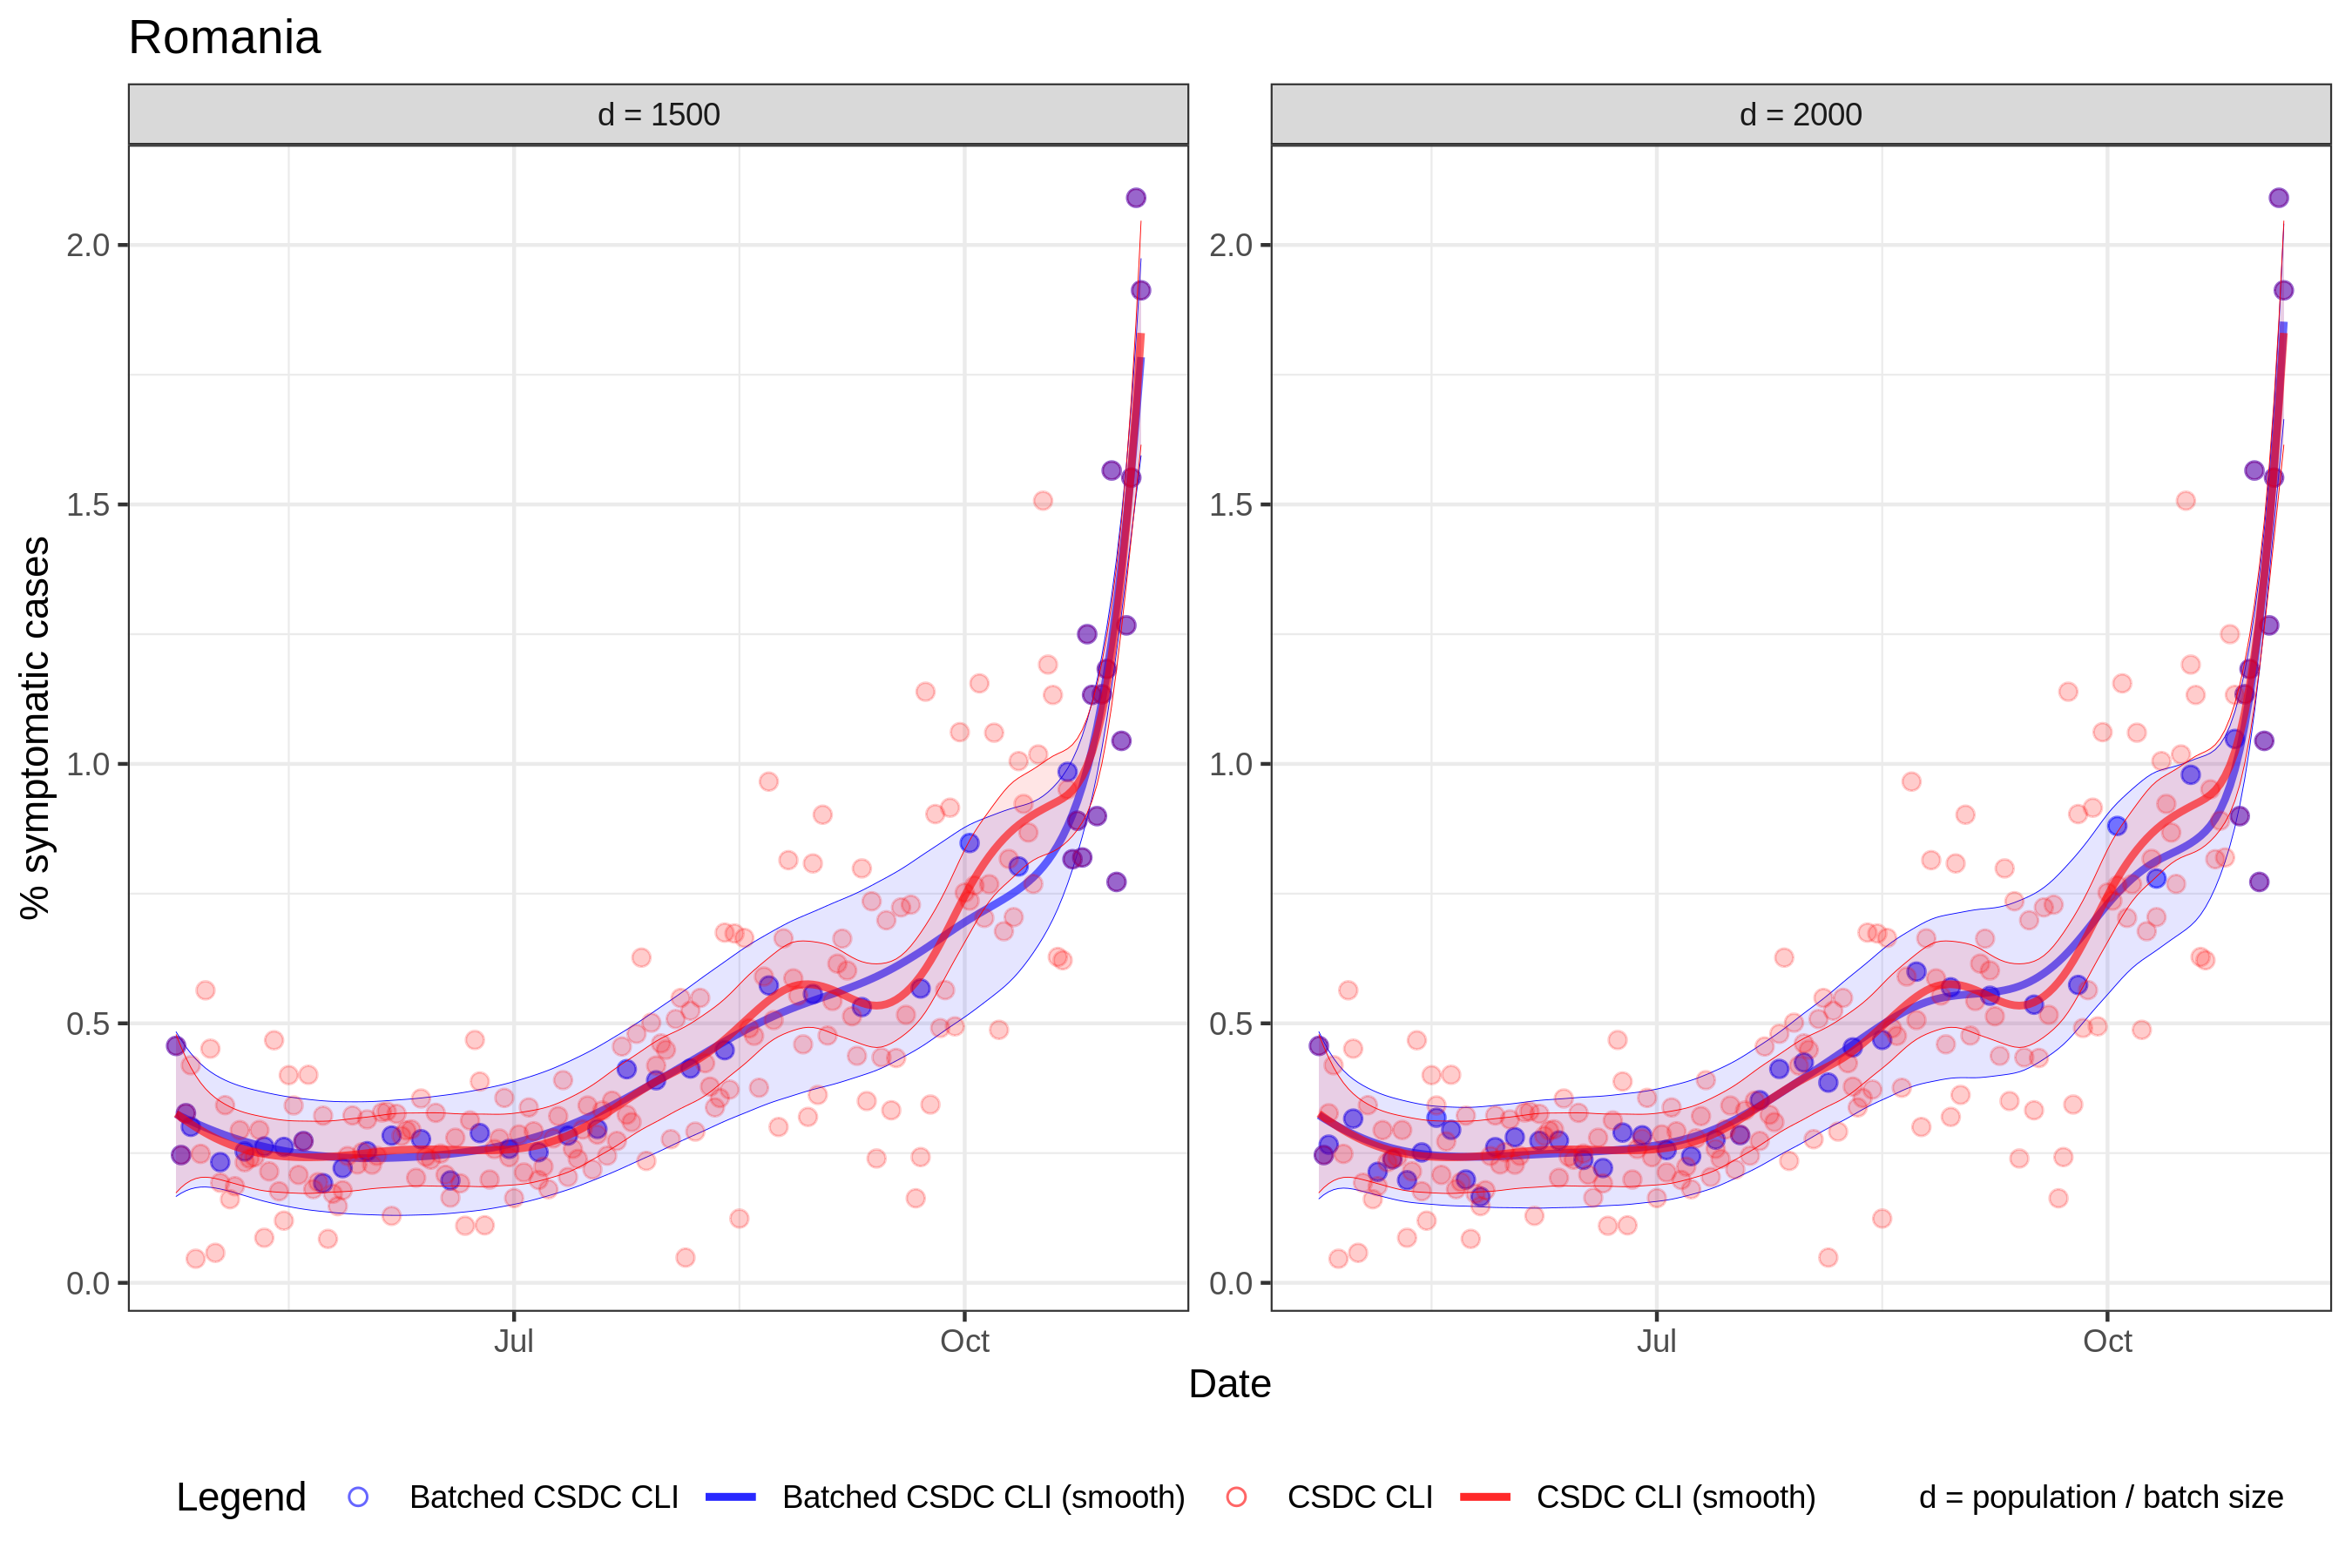 Romania
d = 1500
d = 2000
% symptomatic cases
2.0
1.5
1.0
0.5
0.0
2.0
1.5
1.0
0.5
0.0
Jul
Oct
Jul
Oct
Date
Legend
Batched CSDC CLI
Batched CSDC CLI (smooth)
CSDC CLI
CSDC CLI (smooth)
d = population / batch size